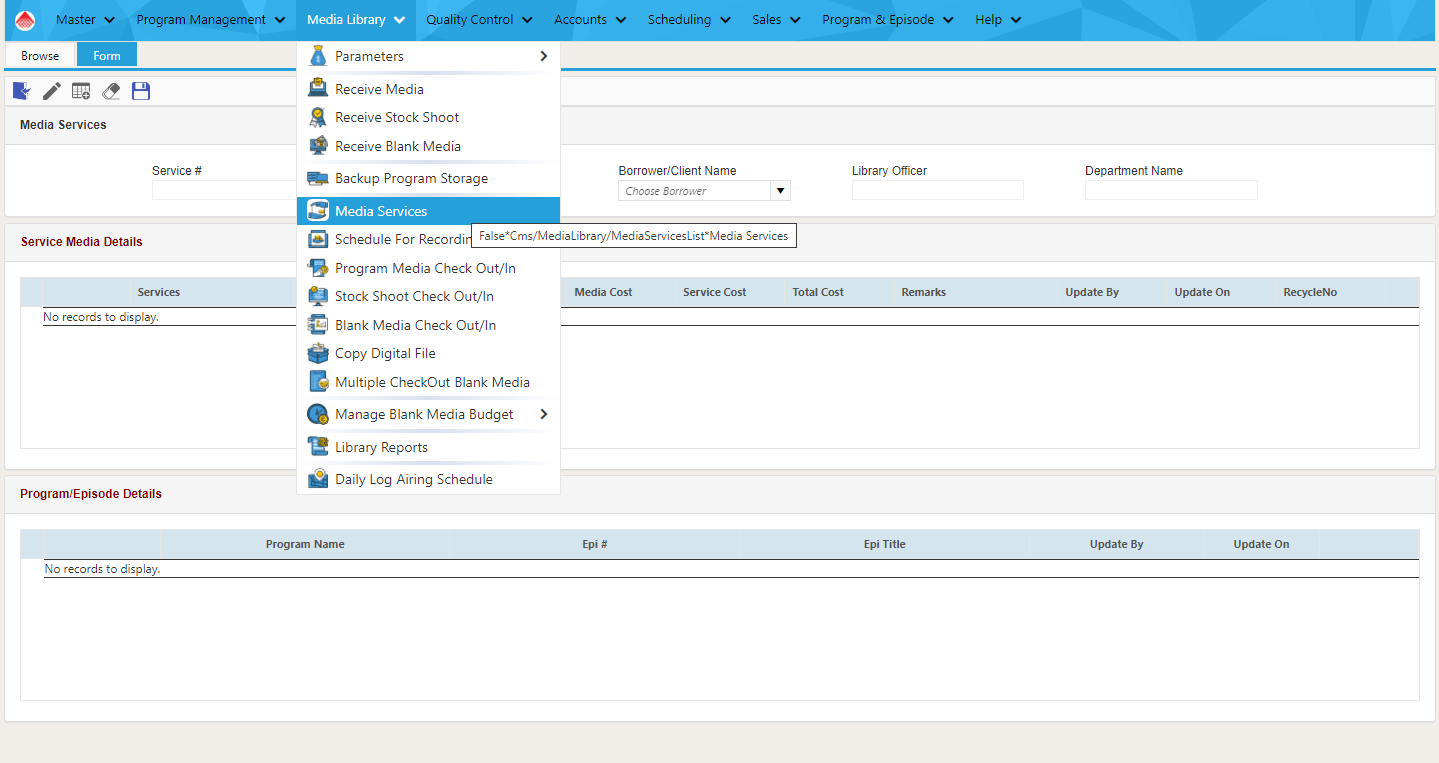 Master Program Management Media Library Quality Control Accounts Scheduling Sales Program & Episode Help
Browse Form
Parameters
Receive Media
Media Services
Receive Stock Shoot
Receive Blank Media
Service # Borrower/Client Name Library Officer Department Name
Backup Program Storage
Choose Borrower
Media Services
False*Cms/MediaLibrary/MediaServicesList*Media Services
Service Media Details
Schedule For Recordin
Program Media Check Out/In
Services Media Cost Service Cost Total Cost Remarks Update By Update On RecycleNo
Stock Shoot Check Out/In
No records to display.
Blank Media Check Out/In
Copy Digital File
Multiple CheckOut Blank Media
Manage Blank Media Budget
Library Reports
Daily Log Airing Schedule
Program/Episode Details
Program Name Epi # Epi Title Update By Update On
No records to display.